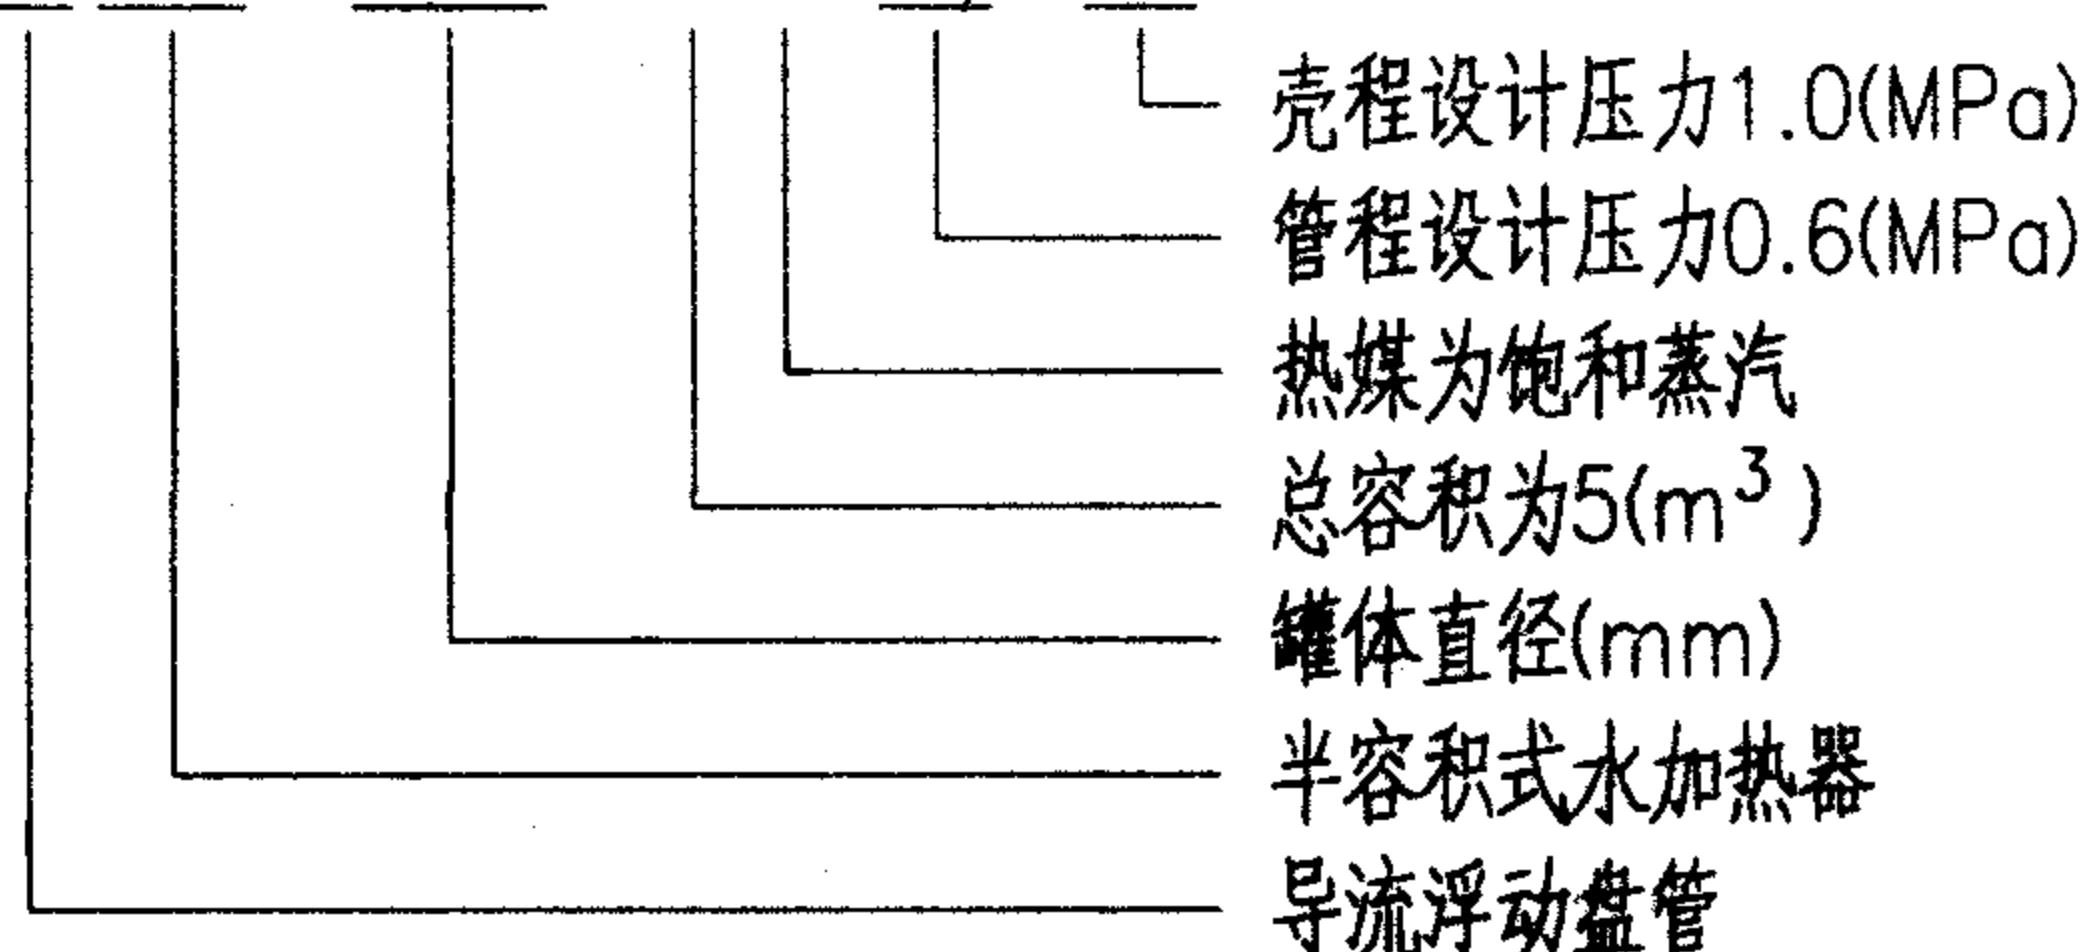 壳程设计压力1.0(MPa)
管程设计压力0.6(MPa)
热媒为饱和蒸汽
总容积为5(m³)
罐体直径(mm)
半容积式水加热器
导流浮动盘管